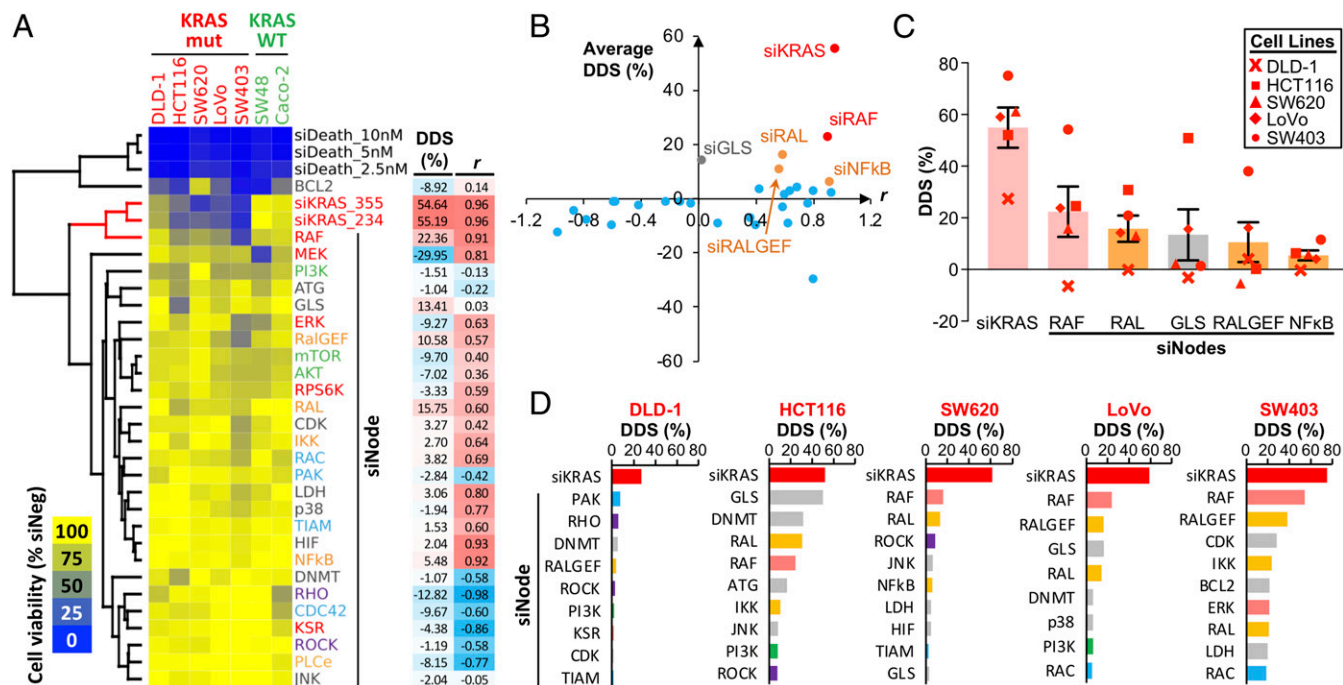 A
KRAS mut
KRAS WT
DLD-1
HCT116
SW620
LoVo
SW403
SW48
Caco-2
DDS (%)
r
siDeath_10nM
siDeath_5nM
siDeath_2.5nM
BCL2 -8.92 0.14
siKRAS_355 54.64 0.96
siKRAS_234 55.19 0.96
RAF 22.36 0.91
MEK -29.95 0.81
PI3K -1.51 -0.13
ATG -1.04 -0.22
GLS 13.41 0.03
ERK -9.27 0.63
RalGEF 10.58 0.57
mTOR -9.70 0.40
AKT -7.02 0.36
RPS6K -3.33 0.59
RAL 15.75 0.60
CDK 3.27 0.42
IKK 2.70 0.64
RAC 3.82 0.69
PAK -2.84 -0.42
LDH 3.06 0.80
p38 -1.94 0.77
TIAM 1.53 0.60
HIF 2.04 0.93
NFkB 5.48 0.92
DNMT -1.07 -0.58
RHO -12.82 -0.98
CDC42 -9.67 -0.60
KSR -4.38 -0.86
ROCK -1.19 -0.58
PLCe -8.15 -0.77
JNK -2.04 -0.05
siNode
Cell viability (% siNeg)
100
75
50
25
0
B
Average DDS (%)
60
40
20
0
-20
-40
-60
-1.2 -0.8 -0.4 0.0 0.4 0.8 1.2
r
siKRAS
siRAF
siRAL
siGLS
siNFkB
siRALGEF
C
DDS (%)
80
60
40
20
0
-20
siKRAS RAF RAL GLS RALGEF NFκB
siNodes
Cell Lines
DLD-1
HCT116
SW620
LoVo
SW403
D
DLD-1
DDS (%)
0 20 40 60 80
siKRAS
PAK
RHO
DNMT
RALGEF
ROCK
PI3K
KSR
CDK
TIAM
siNode
HCT116
DDS (%)
0 20 40 60 80
siKRAS
GLS
DNMT
RAL
RAF
ATG
IKK
JNK
PI3K
ROCK
SW620
DDS (%)
0 20 40 60 80
siKRAS
RAF
RAL
ROCK
JNK
NFkB
LDH
HIF
TIAM
GLS
LoVo
DDS (%)
0 20 40 60 80
siKRAS
RAF
RALGEF
GLS
RAL
DNMT
p38
PI3K
RAC
SW403
DDS (%)
0 20 40 60 80
siKRAS
RAF
RALGEF
CDK
IKK
BCL2
ERK
RAL
LDH
RAC